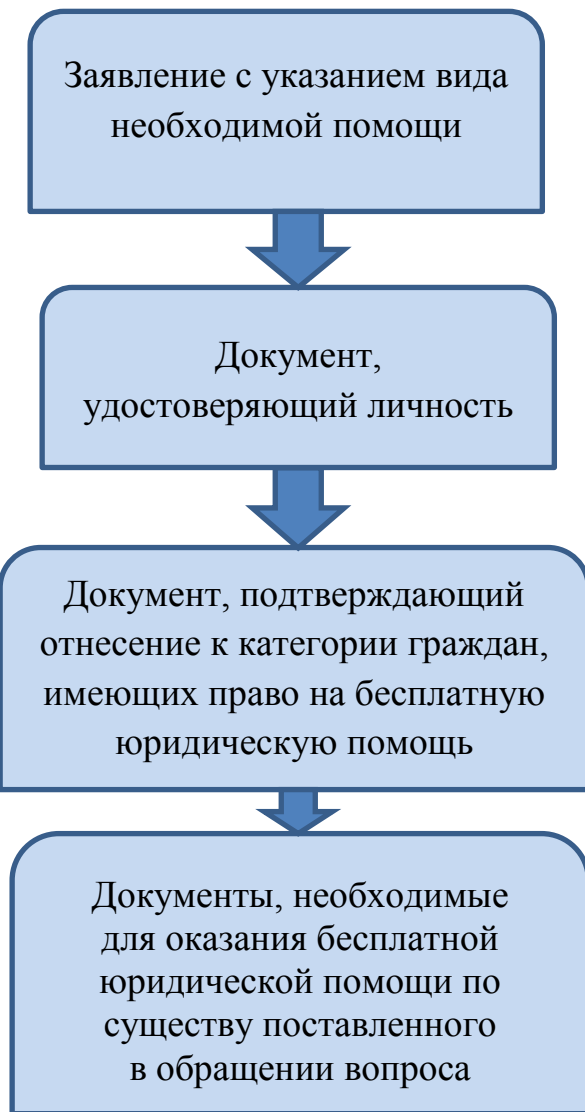 Заявление с указанием вида
необходимой помощи
Документ,
удостоверяющий личность
Документ, подтверждающий
отнесение к категории граждан,
имеющих право на бесплатную
юридическую помощь
Документы, необходимые
для оказания бесплатной
юридической помощи по
существу поставленного
в обращении вопроса